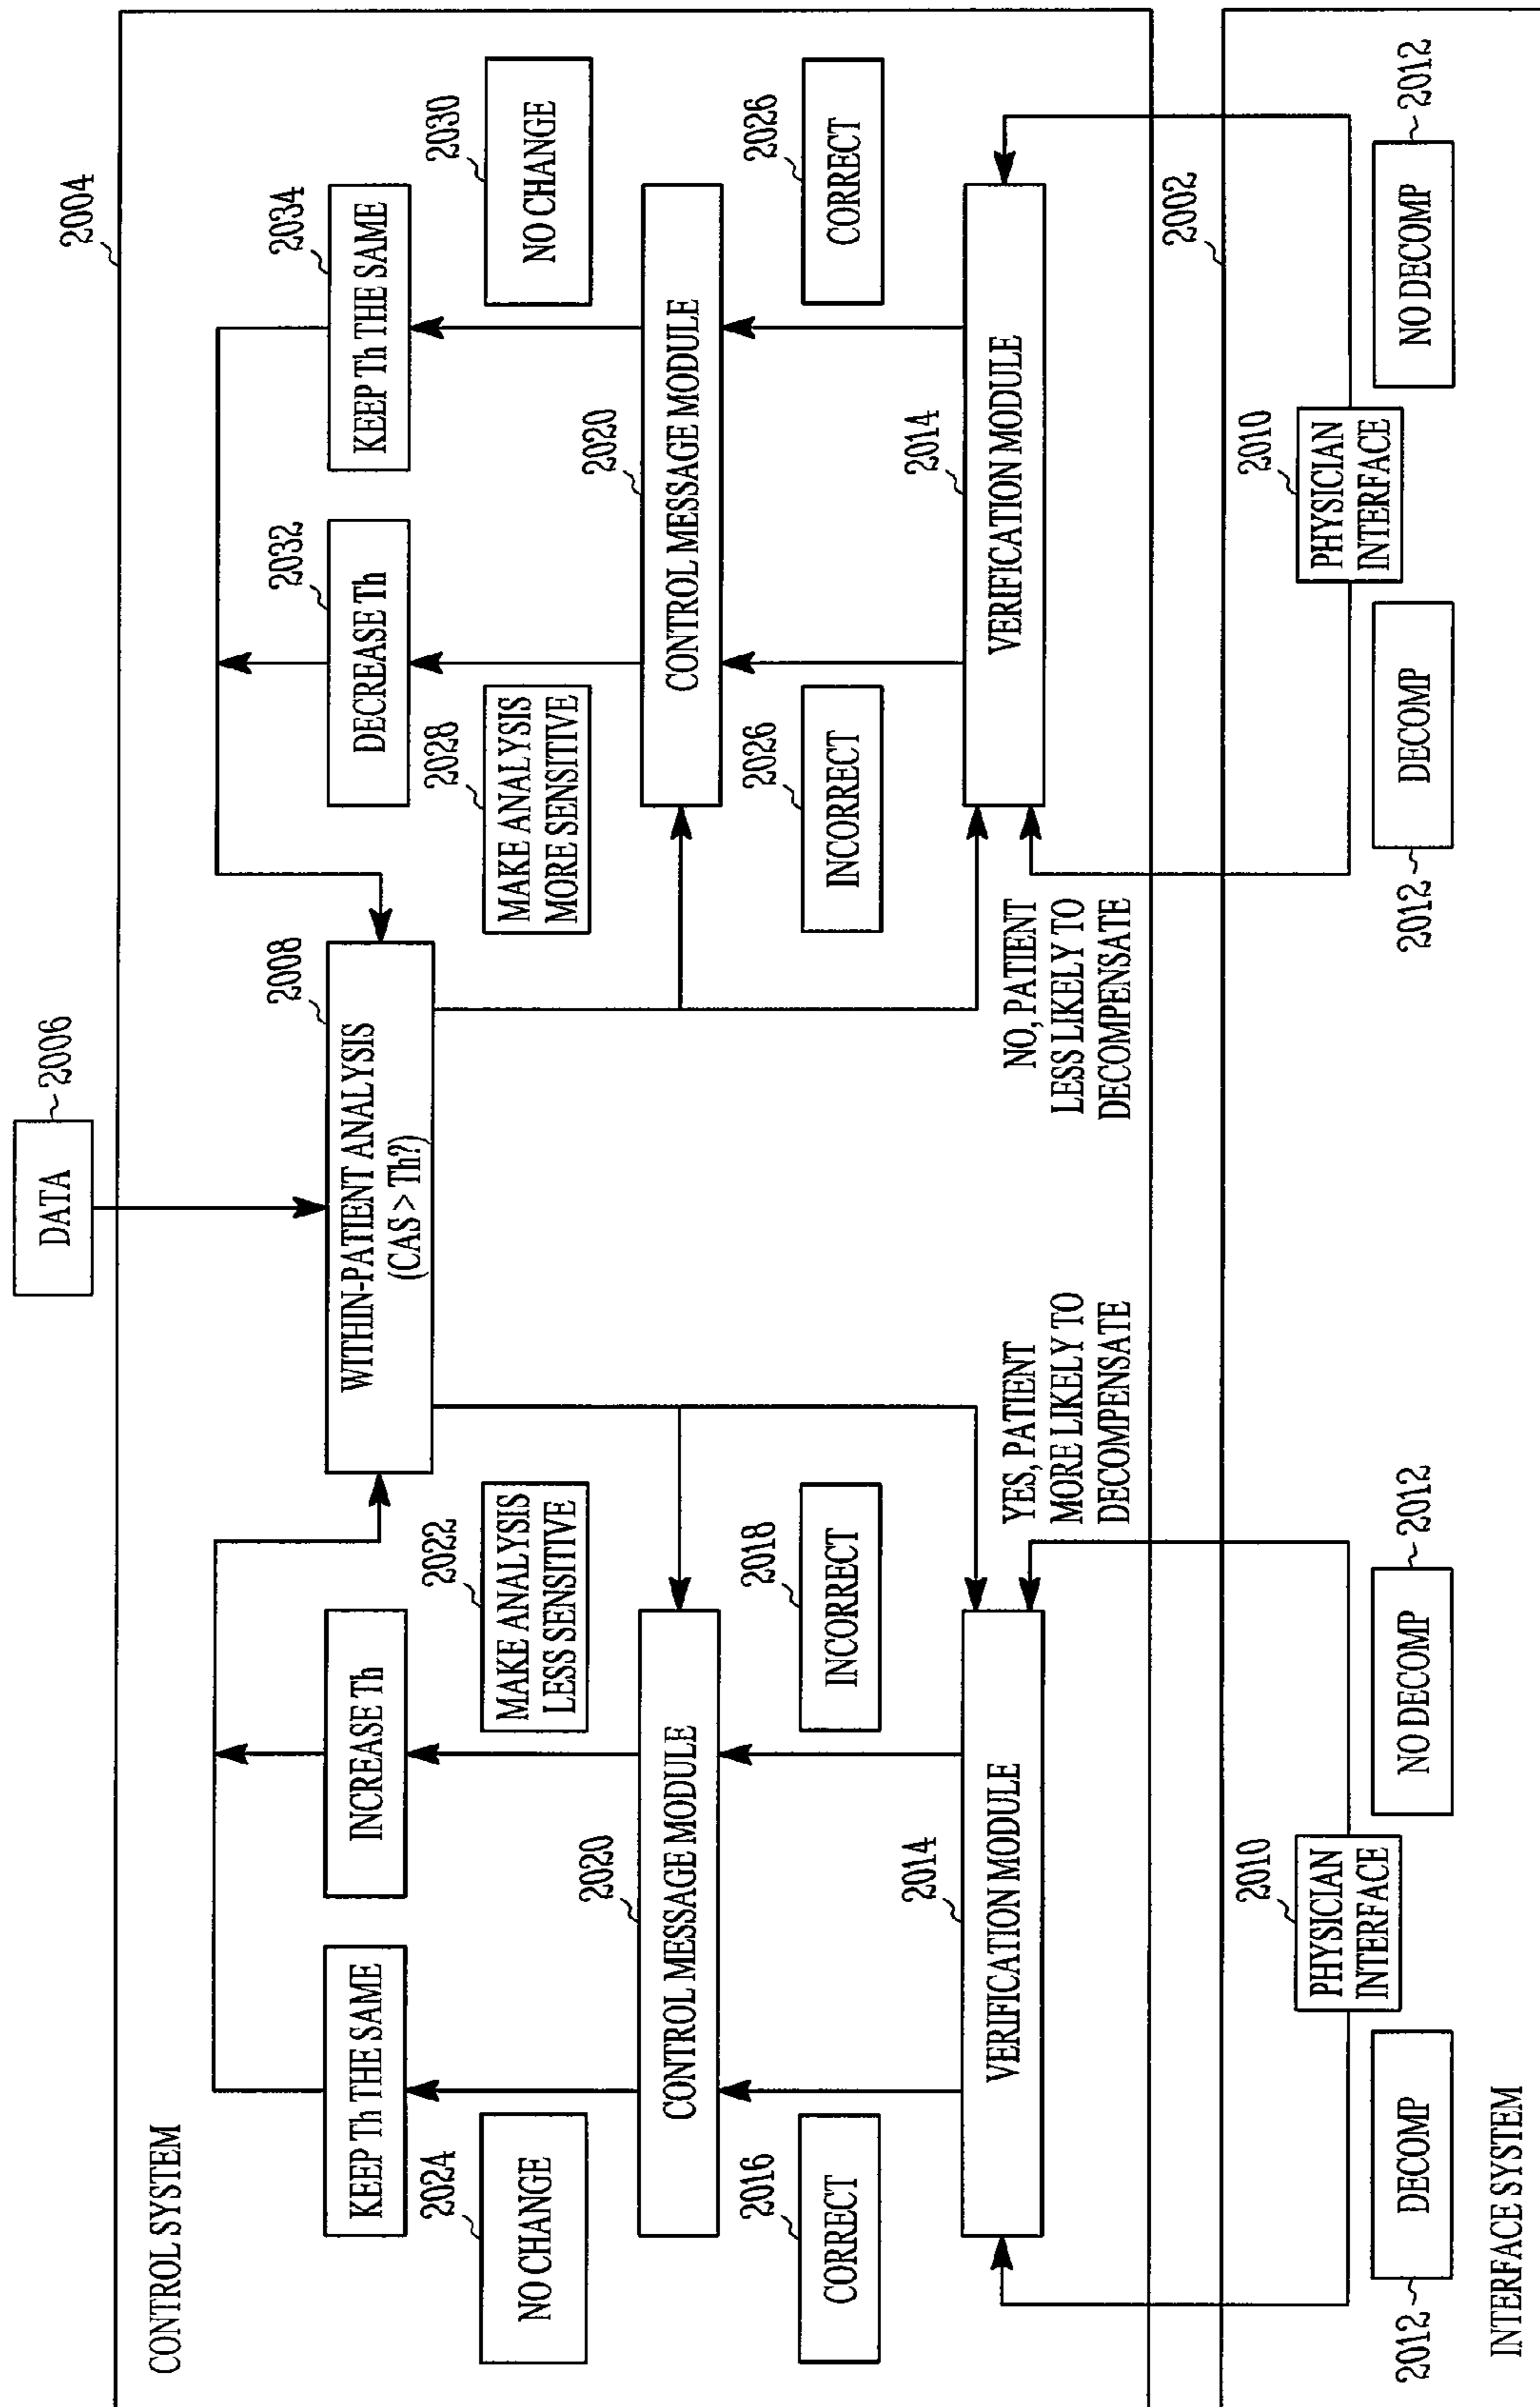 DATA
2006
2004
CONTROL SYSTEM
KEEP Th THE SAME
INCREASE Th
WITHIN-PATIENT ANALYSIS
(CAS > Th?)
2008
DECREASE Th
2032
KEEP Th THE SAME
2034
2024
NO CHANGE
2022
MAKE ANALYSIS
LESS SENSITIVE
2028
MAKE ANALYSIS
MORE SENSITIVE
2030
NO CHANGE
2020
CONTROL MESSAGE MODULE
2020
CONTROL MESSAGE MODULE
2016
CORRECT
2018
INCORRECT
2026
INCORRECT
2026
CORRECT
2014
VERIFICATION MODULE
2014
VERIFICATION MODULE
YES, PATIENT
MORE LIKELY TO
DECOMPENSATE
NO, PATIENT
LESS LIKELY TO
DECOMPENSATE
2002
2010
PHYSICIAN
INTERFACE
2010
PHYSICIAN
INTERFACE
2012
DECOMP
NO DECOMP
2012
2012
DECOMP
NO DECOMP
2012
INTERFACE SYSTEM